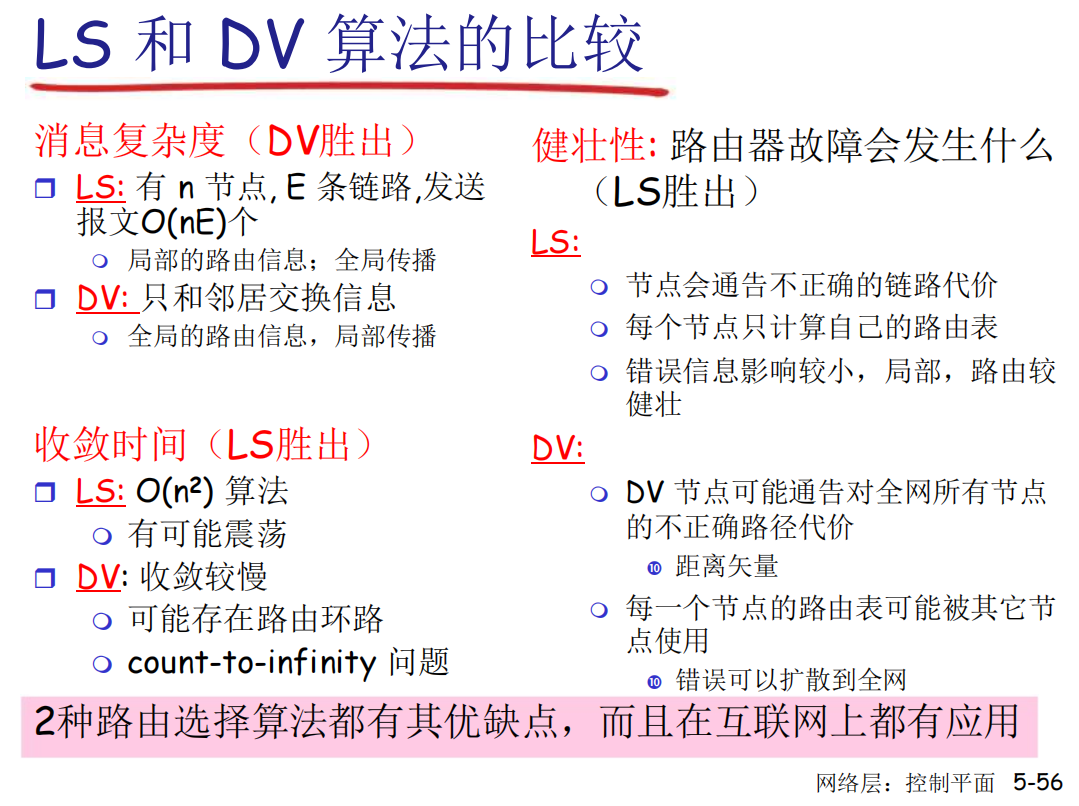 LS 和 DV 算法的比较
消息复杂度（DV胜出）
LS: 有 n 节点, E 条链路,发送
报文O(nE)个
局部的路由信息；全局传播
DV: 只和邻居交换信息
全局的路由信息，局部传播
收敛时间（LS胜出）
LS: O(n²) 算法
有可能震荡
DV: 收敛较慢
可能存在路由环路
count-to-infinity 问题
健壮性: 路由器故障会发生什么
（LS胜出）
LS:
节点会通告不正确的链路代价
每个节点只计算自己的路由表
错误信息影响较小，局部，路由较
健壮
DV:
DV 节点可能通告对全网所有节点
的不正确路径代价
❿ 距离矢量
每一个节点的路由表可能被其它节
点使用
❿ 错误可以扩散到全网
2种路由选择算法都有其优缺点，而且在互联网上都有应用
网络层：控制平面 5-56